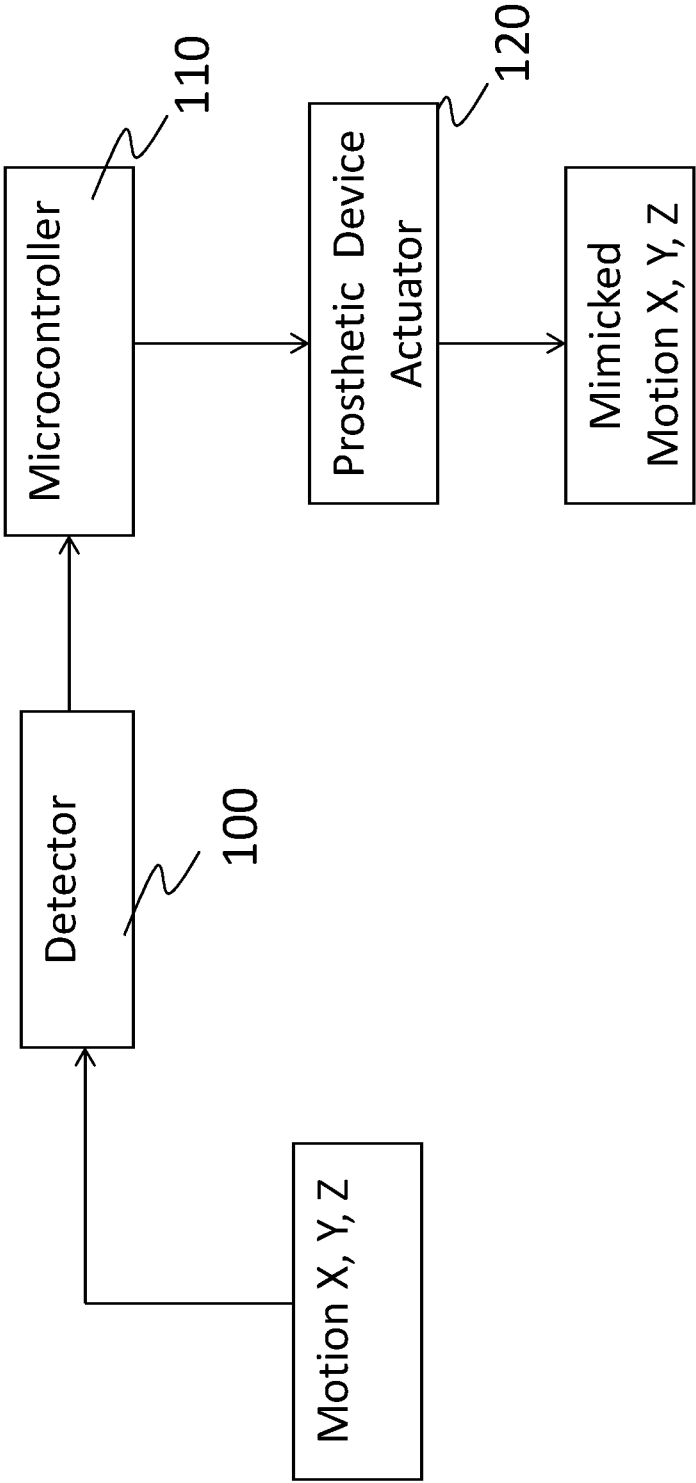 Motion X, Y, Z
Detector
100
Microcontroller
110
Prosthetic Device
Actuator
120
Mimicked
Motion X, Y, Z